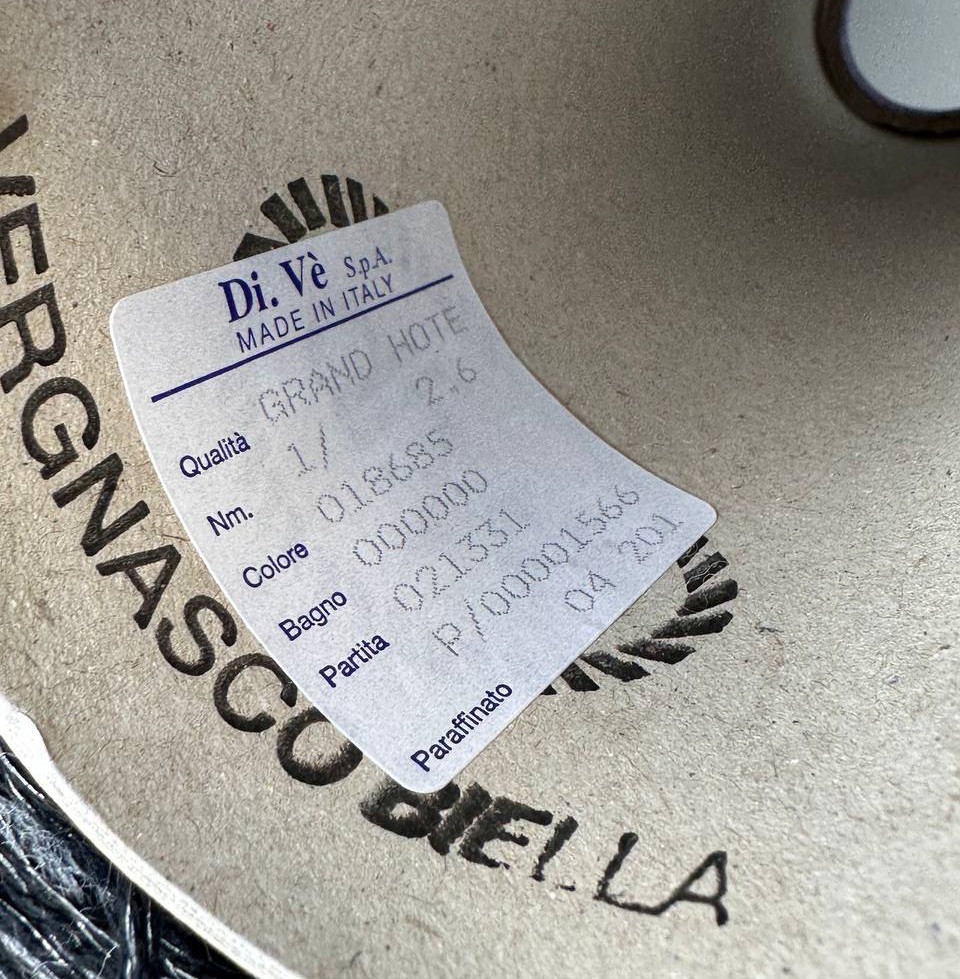 Di. Vè S.p.A.
MADE IN ITALY
Qualità GRAND HOTE
Nm. 1/ 2,6
Colore 018685
Bagno 000000
Partita 021331
P/00001566
Paraffinato 04 201
VERGNASCO BIELLA